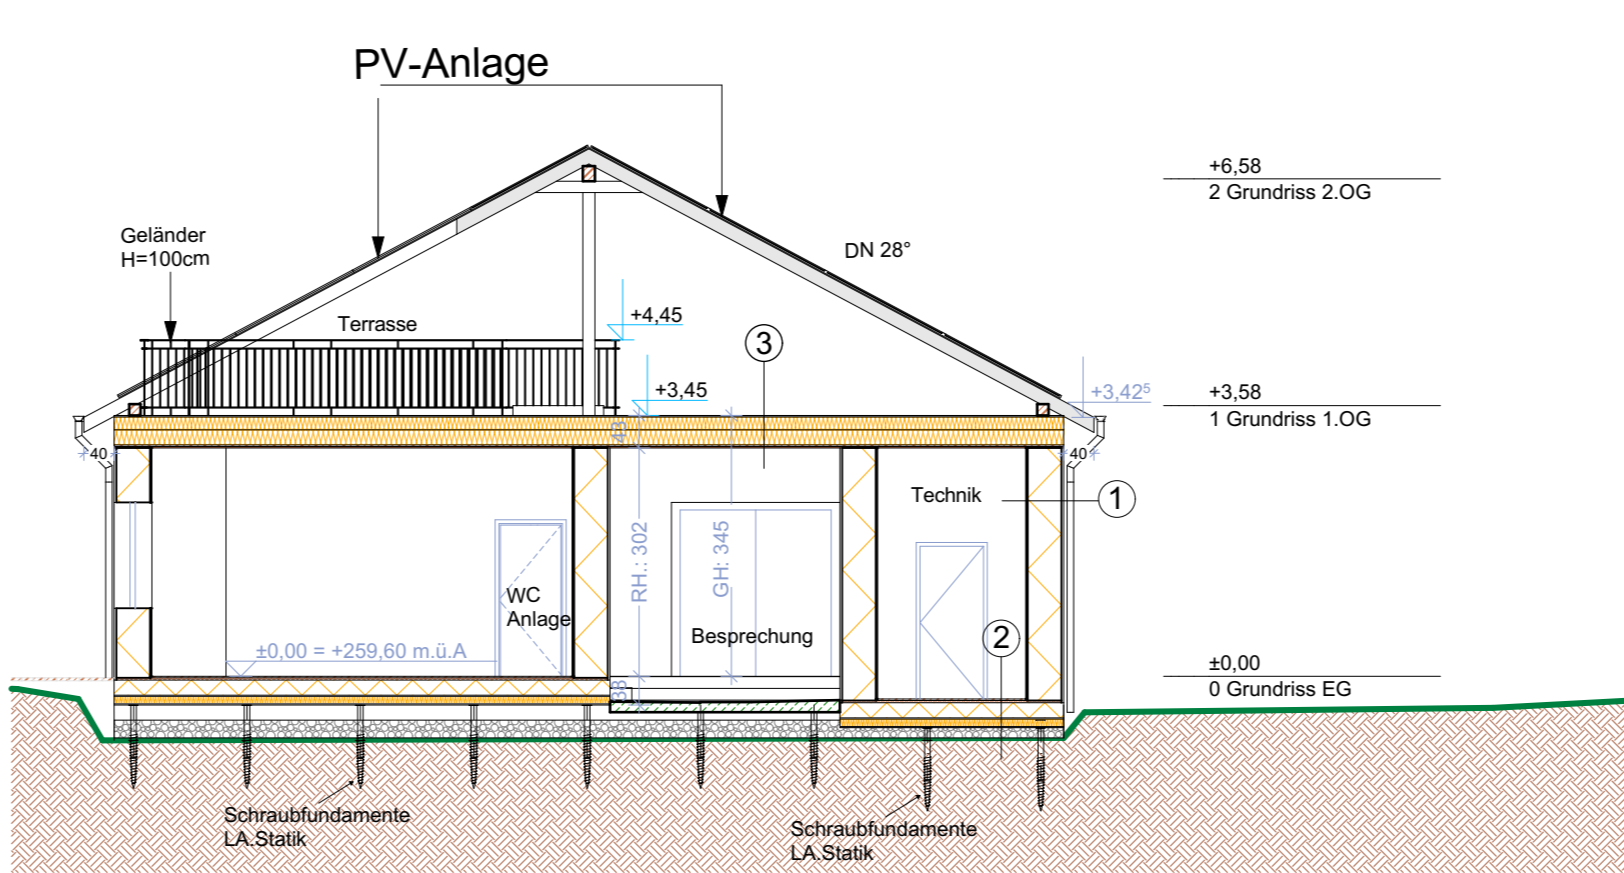 PV-Anlage
+6,58
2 Grundriss 2.OG
Geländer
H=100cm
DN 28°
Terrasse
+4,45
3
+3,45
+3,42⁵
+3,58
1 Grundriss 1.OG
43
40
40
Technik
1
RH.: 302
GH: 345
WC
Anlage
Besprechung
2
±0,00 = +259,60 m.ü.A
±0,00
0 Grundriss EG
38
Schraubfundamente
LA.Statik
Schraubfundamente
LA.Statik